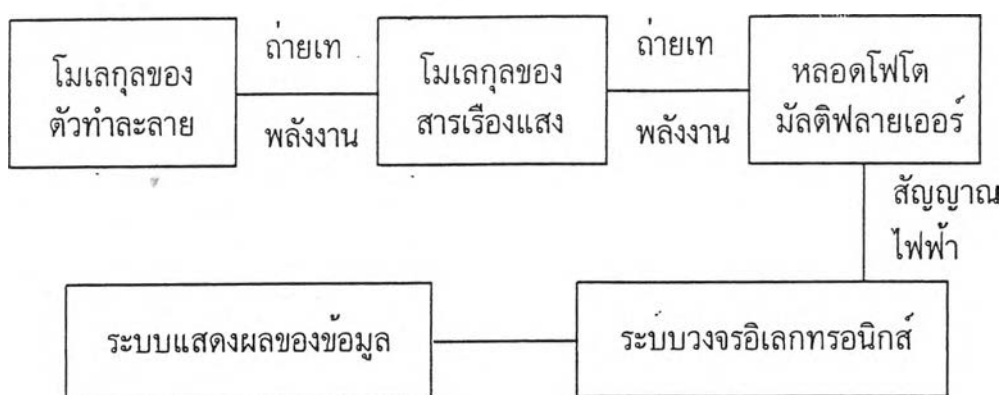 โมเลกุลของ
ตัวทำละลาย
ถ่ายเท
พลังงาน
โมเลกุลของ
สารเรืองแสง
ถ่ายเท
พลังงาน
หลอดโฟโต
มัลติฟลายเออร์
สัญญาณ
ไฟฟ้า
ระบบวงจรอิเลกทรอนิกส์
ระบบแสดงผลของข้อมูล